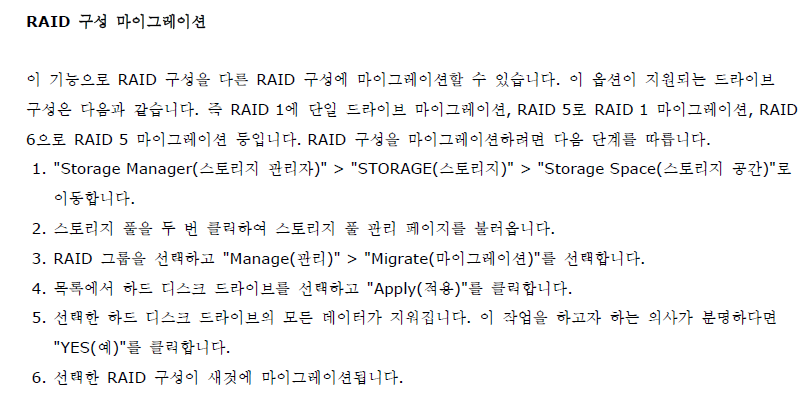 RAID 구성 마이그레이션
이 기능으로 RAID 구성을 다른 RAID 구성에 마이그레이션할 수 있습니다. 이 옵션이 지원되는 드라이브
구성은 다음과 같습니다. 즉 RAID 1에 단일 드라이브 마이그레이션, RAID 5로 RAID 1 마이그레이션, RAID
6으로 RAID 5 마이그레이션 등입니다. RAID 구성을 마이그레이션하려면 다음 단계를 따릅니다.
1. "Storage Manager(스토리지 관리자)" > "STORAGE(스토리지)" > "Storage Space(스토리지 공간)"로
이동합니다.
2. 스토리지 풀을 두 번 클릭하여 스토리지 풀 관리 페이지를 불러옵니다.
3. RAID 그룹을 선택하고 "Manage(관리)" > "Migrate(마이그레이션)"를 선택합니다.
4. 목록에서 하드 디스크 드라이브를 선택하고 "Apply(적용)"를 클릭합니다.
5. 선택한 하드 디스크 드라이브의 모든 데이터가 지워집니다. 이 작업을 하고자 하는 의사가 분명하다면
"YES(예)"를 클릭합니다.
6. 선택한 RAID 구성이 새것에 마이그레이션됩니다.